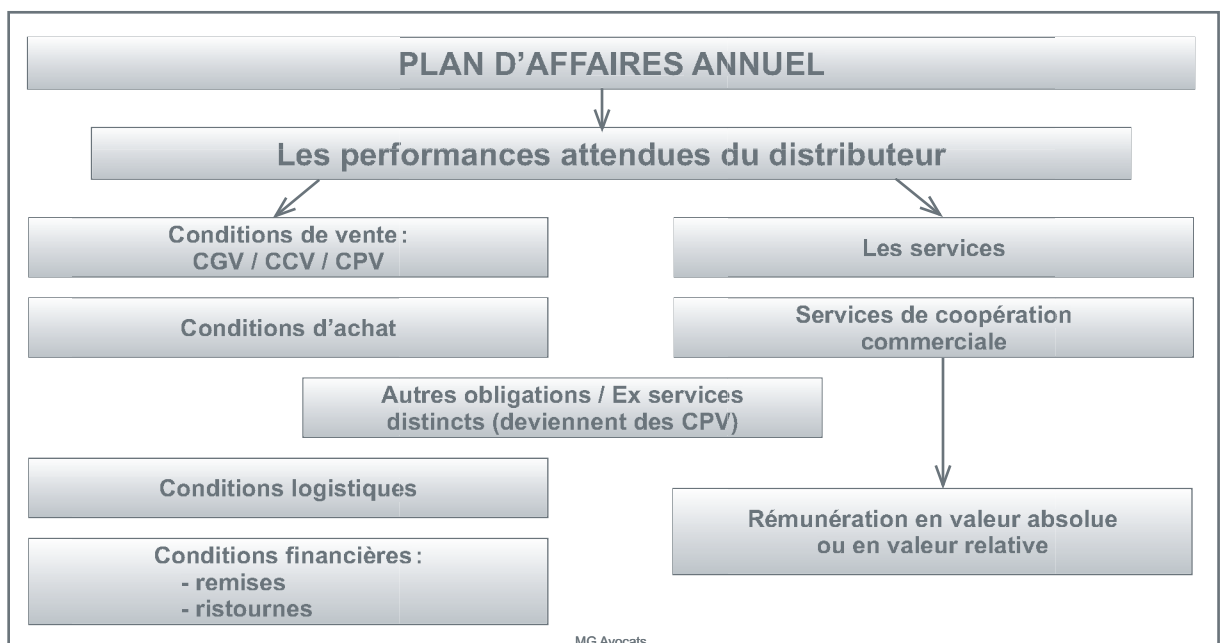 PLAN D’AFFAIRES ANNUEL
Les performances attendues du distributeur
Conditions de vente :
CGV / CCV / CPV
Les services
Conditions d’achat
Services de coopération
commerciale
Autres obligations / Ex services
distincts (deviennent des CPV)
Conditions logistiques
Rémunération en valeur absolue
ou en valeur relative
Conditions financières :
- remises
- ristournes
MG Avocats